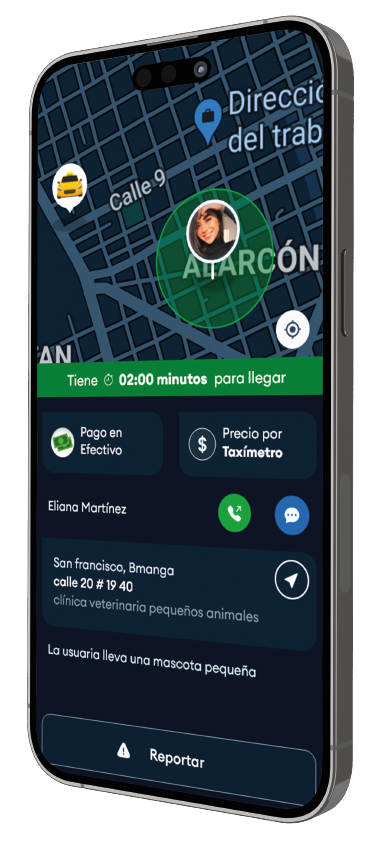 Direcció
del trab
Calle 9
ALARCÓN
AN
Tiene 02:00 minutos para llegar
Pago en
Efectivo
$
Precio por
Taxímetro
Eliana Martínez
San francisco, Bmanga
calle 20 # 19 40
clínica veterinaria pequeños animales
La usuaria lleva una mascota pequeña
Reportar